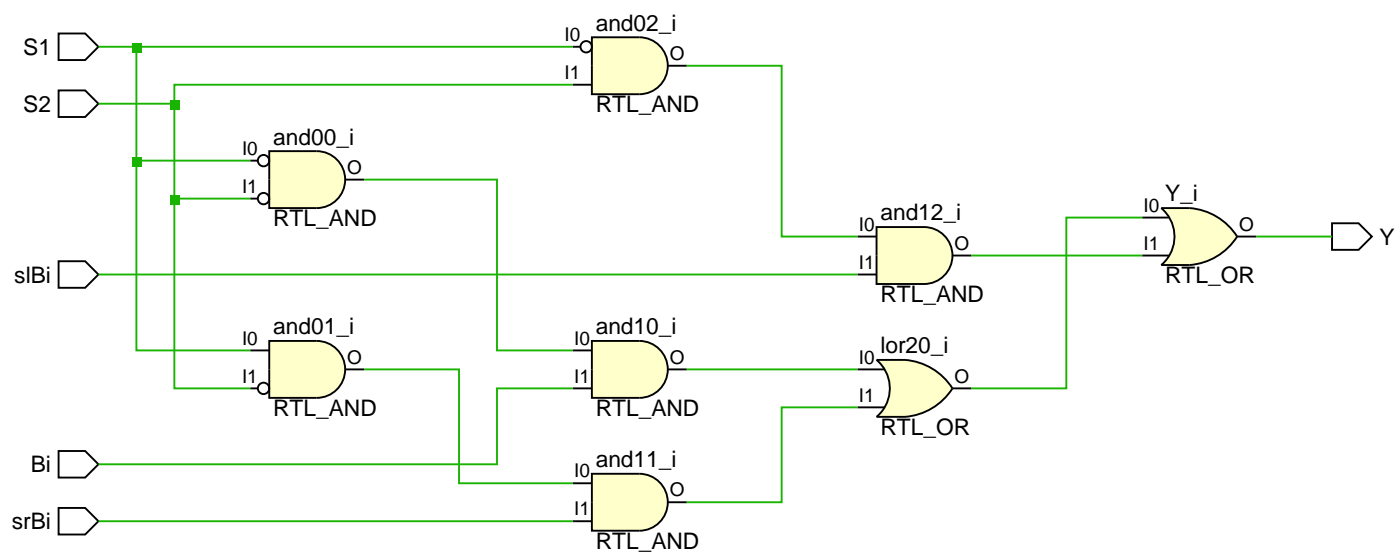 and02_i
S1
I0
O
I1
S2
RTL_AND
and00_i
I0
O
I1
RTL_AND
and12_i
Y_i
I0
O
I1
RTL_OR
Y
I0
O
I1
RTL_AND
slBi
and01_i
I0
O
I1
RTL_AND
and10_i
I0
O
I1
RTL_AND
lor20_i
I0
O
I1
RTL_OR
Bi
and11_i
I0
O
I1
RTL_AND
srBi